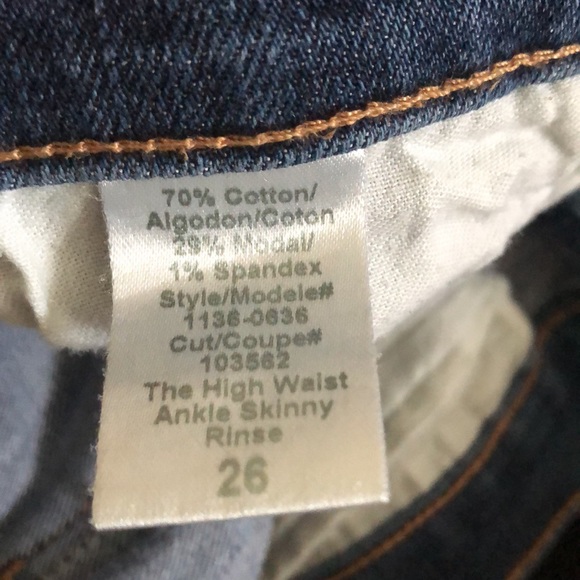 70% Cotton/
Algodon/Coton
29% Modal/
1% Spandex
Style/Modele#
1136-0636
Cut/Coupe#
103562
The High Waist
Ankle Skinny
Rinse
26